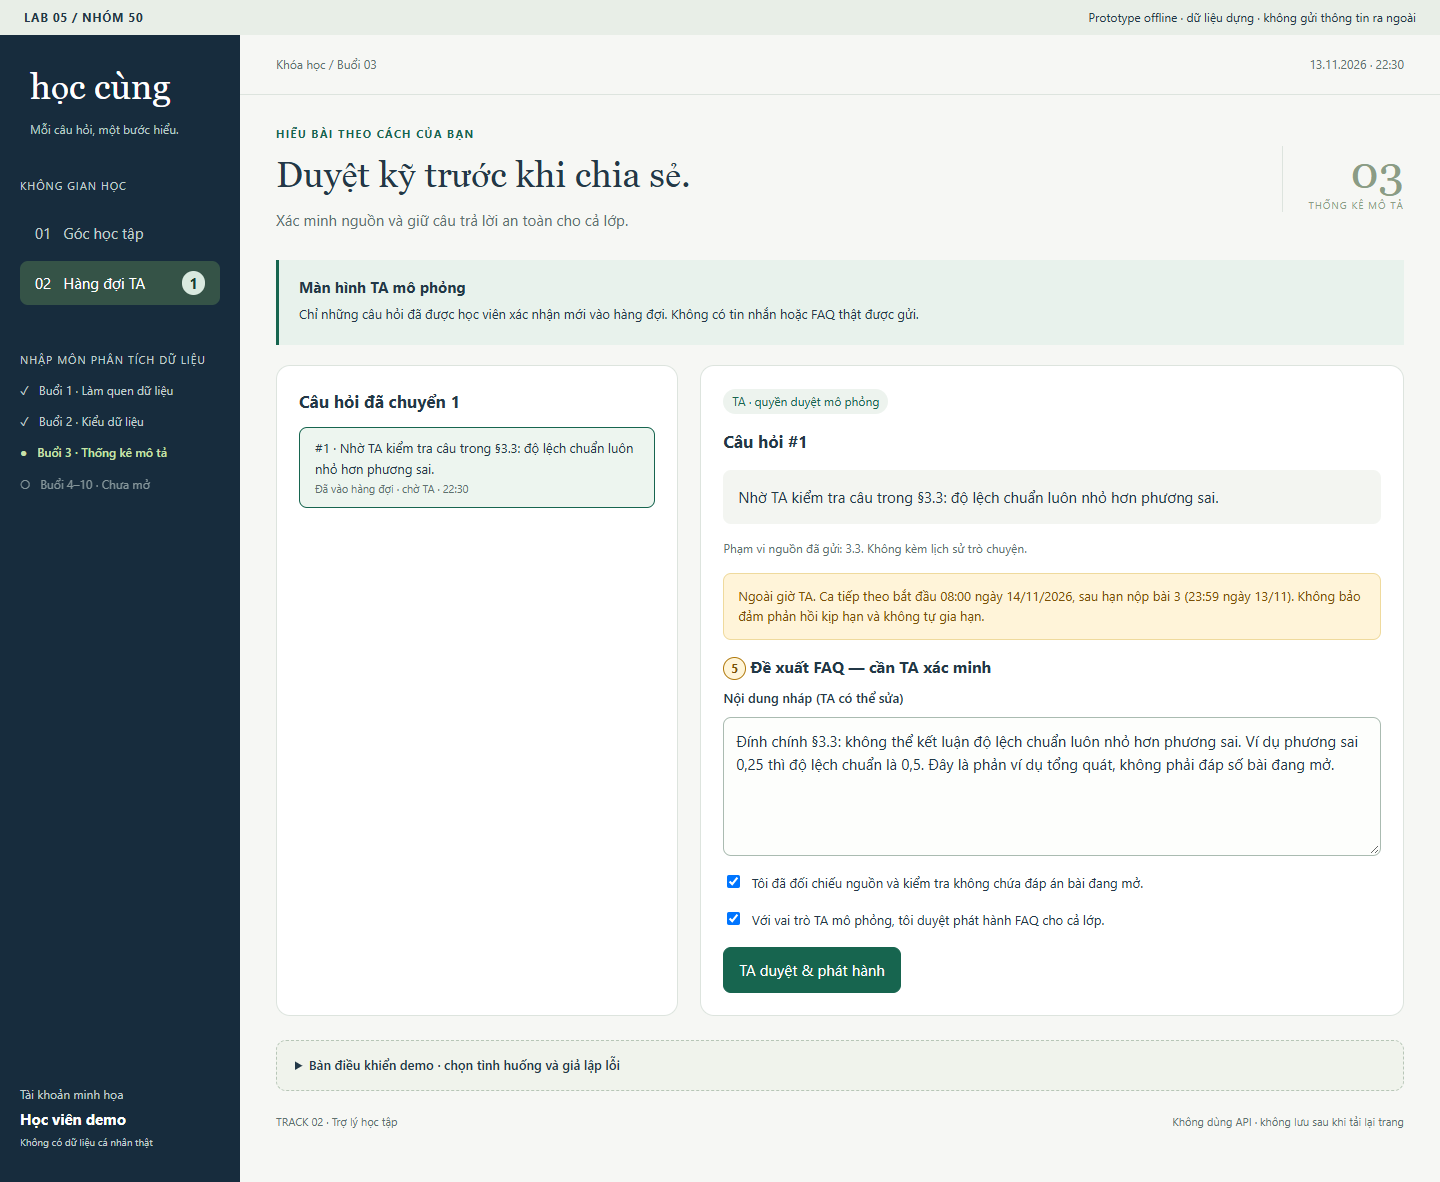 LAB 05 / NHÓM 50
Prototype offline · dữ liệu dựng · không gửi thông tin ra ngoài
học cùng
Mỗi câu hỏi, một bước hiểu.
KHÔNG GIAN HỌC
01 Góc học tập
02 Hàng đợi TA 1
NHẬP MÔN PHÂN TÍCH DỮ LIỆU
✓ Buổi 1 · Làm quen dữ liệu
✓ Buổi 2 · Kiểu dữ liệu
● Buổi 3 · Thống kê mô tả
○ Buổi 4–10 · Chưa mở
Tài khoản minh họa
Học viên demo
Không có dữ liệu cá nhân thật
Khóa học / Buổi 03
13.11.2026 · 22:30
HIỂU BÀI THEO CÁCH CỦA BẠN
Duyệt kỹ trước khi chia sẻ.
Xác minh nguồn và giữ câu trả lời an toàn cho cả lớp.
03
THỐNG KÊ MÔ TẢ
Màn hình TA mô phỏng
Chỉ những câu hỏi đã được học viên xác nhận mới vào hàng đợi. Không có tin nhắn hoặc FAQ thật được gửi.
Câu hỏi đã chuyển 1
#1 · Nhờ TA kiểm tra câu trong §3.3: độ lệch chuẩn luôn
nhỏ hơn phương sai.
Đã vào hàng đợi · chờ TA · 22:30
TA · quyền duyệt mô phỏng
Câu hỏi #1
Nhờ TA kiểm tra câu trong §3.3: độ lệch chuẩn luôn nhỏ hơn phương sai.
Phạm vi nguồn đã gửi: 3.3. Không kèm lịch sử trò chuyện.
Ngoài giờ TA. Ca tiếp theo bắt đầu 08:00 ngày 14/11/2026, sau hạn nộp bài 3 (23:59 ngày 13/11). Không bảo
đảm phản hồi kịp hạn và không tự gia hạn.
5 Đề xuất FAQ — cần TA xác minh
Nội dung nháp (TA có thể sửa)
Đính chính §3.3: không thể kết luận độ lệch chuẩn luôn nhỏ hơn phương sai. Ví dụ phương sai
0,25 thì độ lệch chuẩn là 0,5. Đây là phản ví dụ tổng quát, không phải đáp số bài đang mở.
Tôi đã đối chiếu nguồn và kiểm tra không chứa đáp án bài đang mở.
Với vai trò TA mô phỏng, tôi duyệt phát hành FAQ cho cả lớp.
TA duyệt & phát hành
▶ Bàn điều khiển demo · chọn tình huống và giả lập lỗi
TRACK 02 · Trợ lý học tập
Không dùng API · không lưu sau khi tải lại trang